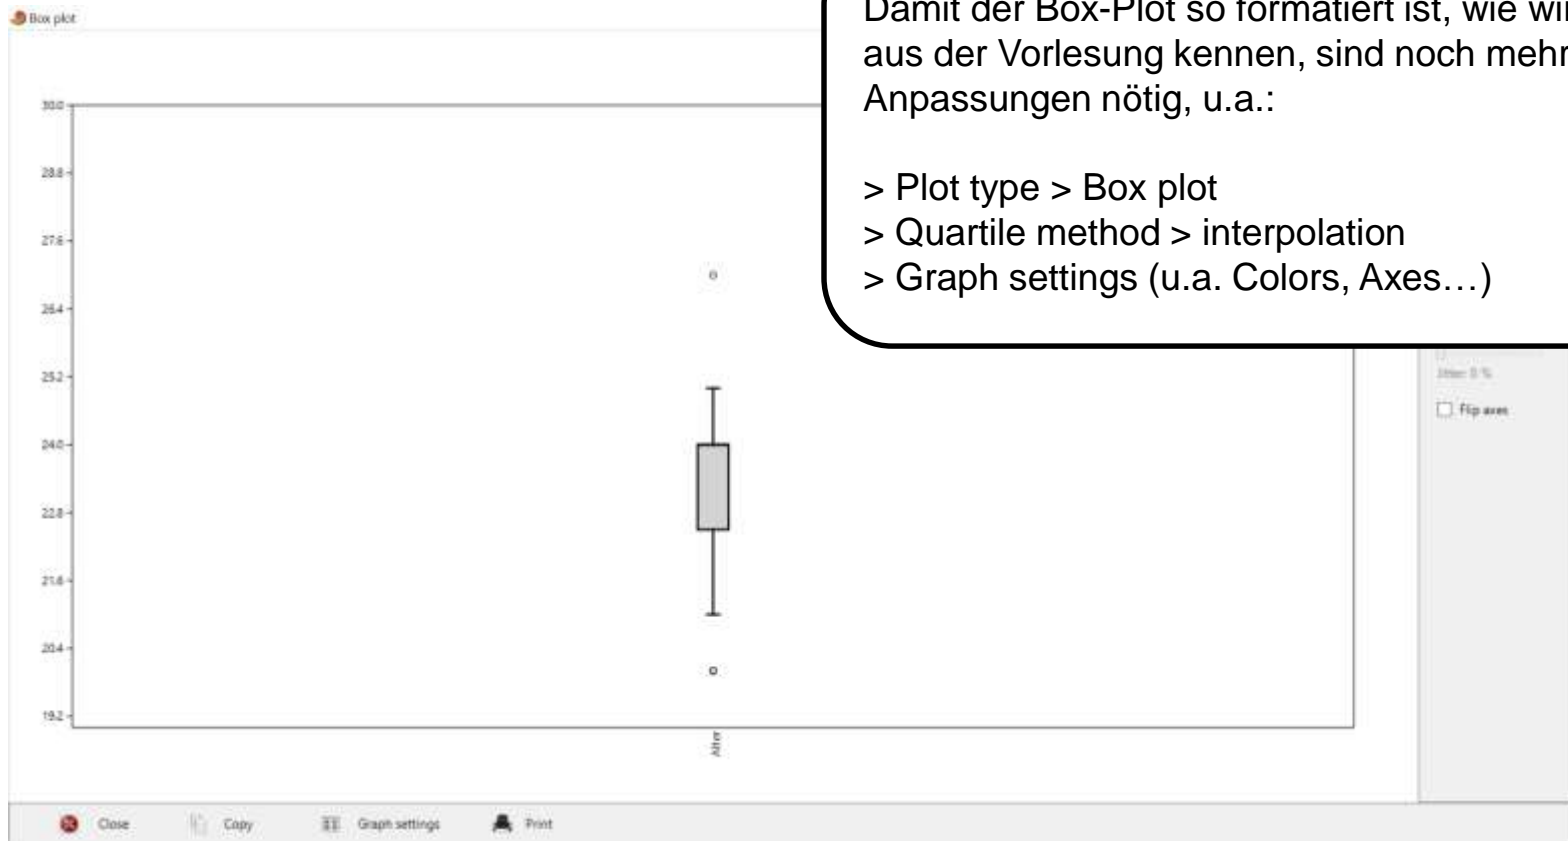 Box plot
Damit der Box-Plot so formatiert ist, wie wir
aus der Vorlesung kennen, sind noch mehr
Anpassungen nötig, u.a.:
> Plot type > Box plot
> Quartile method > interpolation
> Graph settings (u.a. Colors, Axes…)
30.0
28.8
27.6
26.4
25.2
24.0
22.8
21.6
20.4
19.2
Alter
Jitter: 0 %
Flip axes
Close
Copy
Graph settings
Print